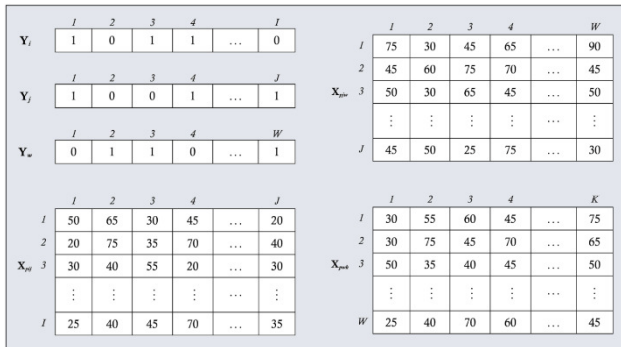 1 2 3 4 I
Y_i 1 0 1 1 ... 0
1 2 3 4 J
Y_j 1 0 0 1 ... 1
1 2 3 4 W
Y_w 0 1 1 0 ... 1
1 2 3 4 J
1 50 65 30 45 ... 20
2 20 75 35 70 ... 40
X_pij 3 30 40 55 20 ... 30
⋮ ⋮ ⋮ ⋮ ... ⋮
I 25 40 45 70 ... 35
1 2 3 4 W
1 75 30 45 65 ... 90
2 45 60 75 70 ... 45
X_pjw 3 50 30 65 45 ... 50
⋮ ⋮ ⋮ ⋮ ... ⋮
J 45 50 25 75 ... 30
1 2 3 4 K
1 30 55 60 45 ... 75
2 30 75 45 70 ... 65
X_pwk 3 50 35 40 45 ... 50
⋮ ⋮ ⋮ ⋮ ... ⋮
W 25 40 70 60 ... 45